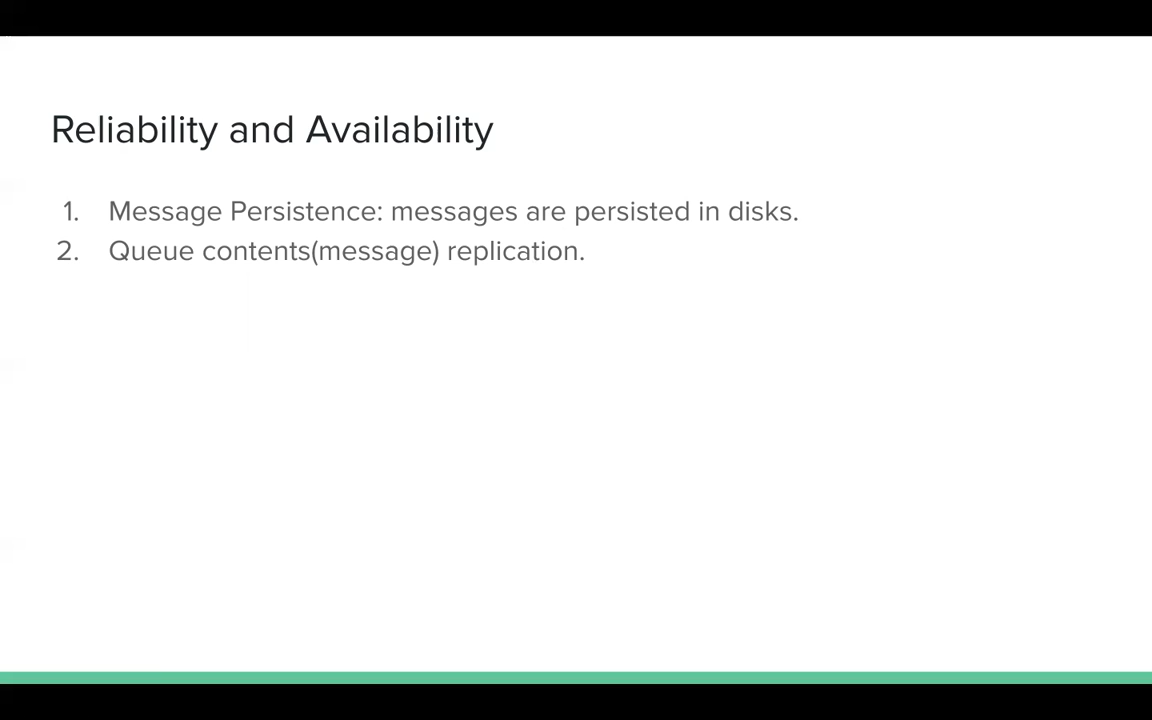 Reliability and Availability
1. Message Persistence: messages are persisted in disks.
2. Queue contents(message) replication.